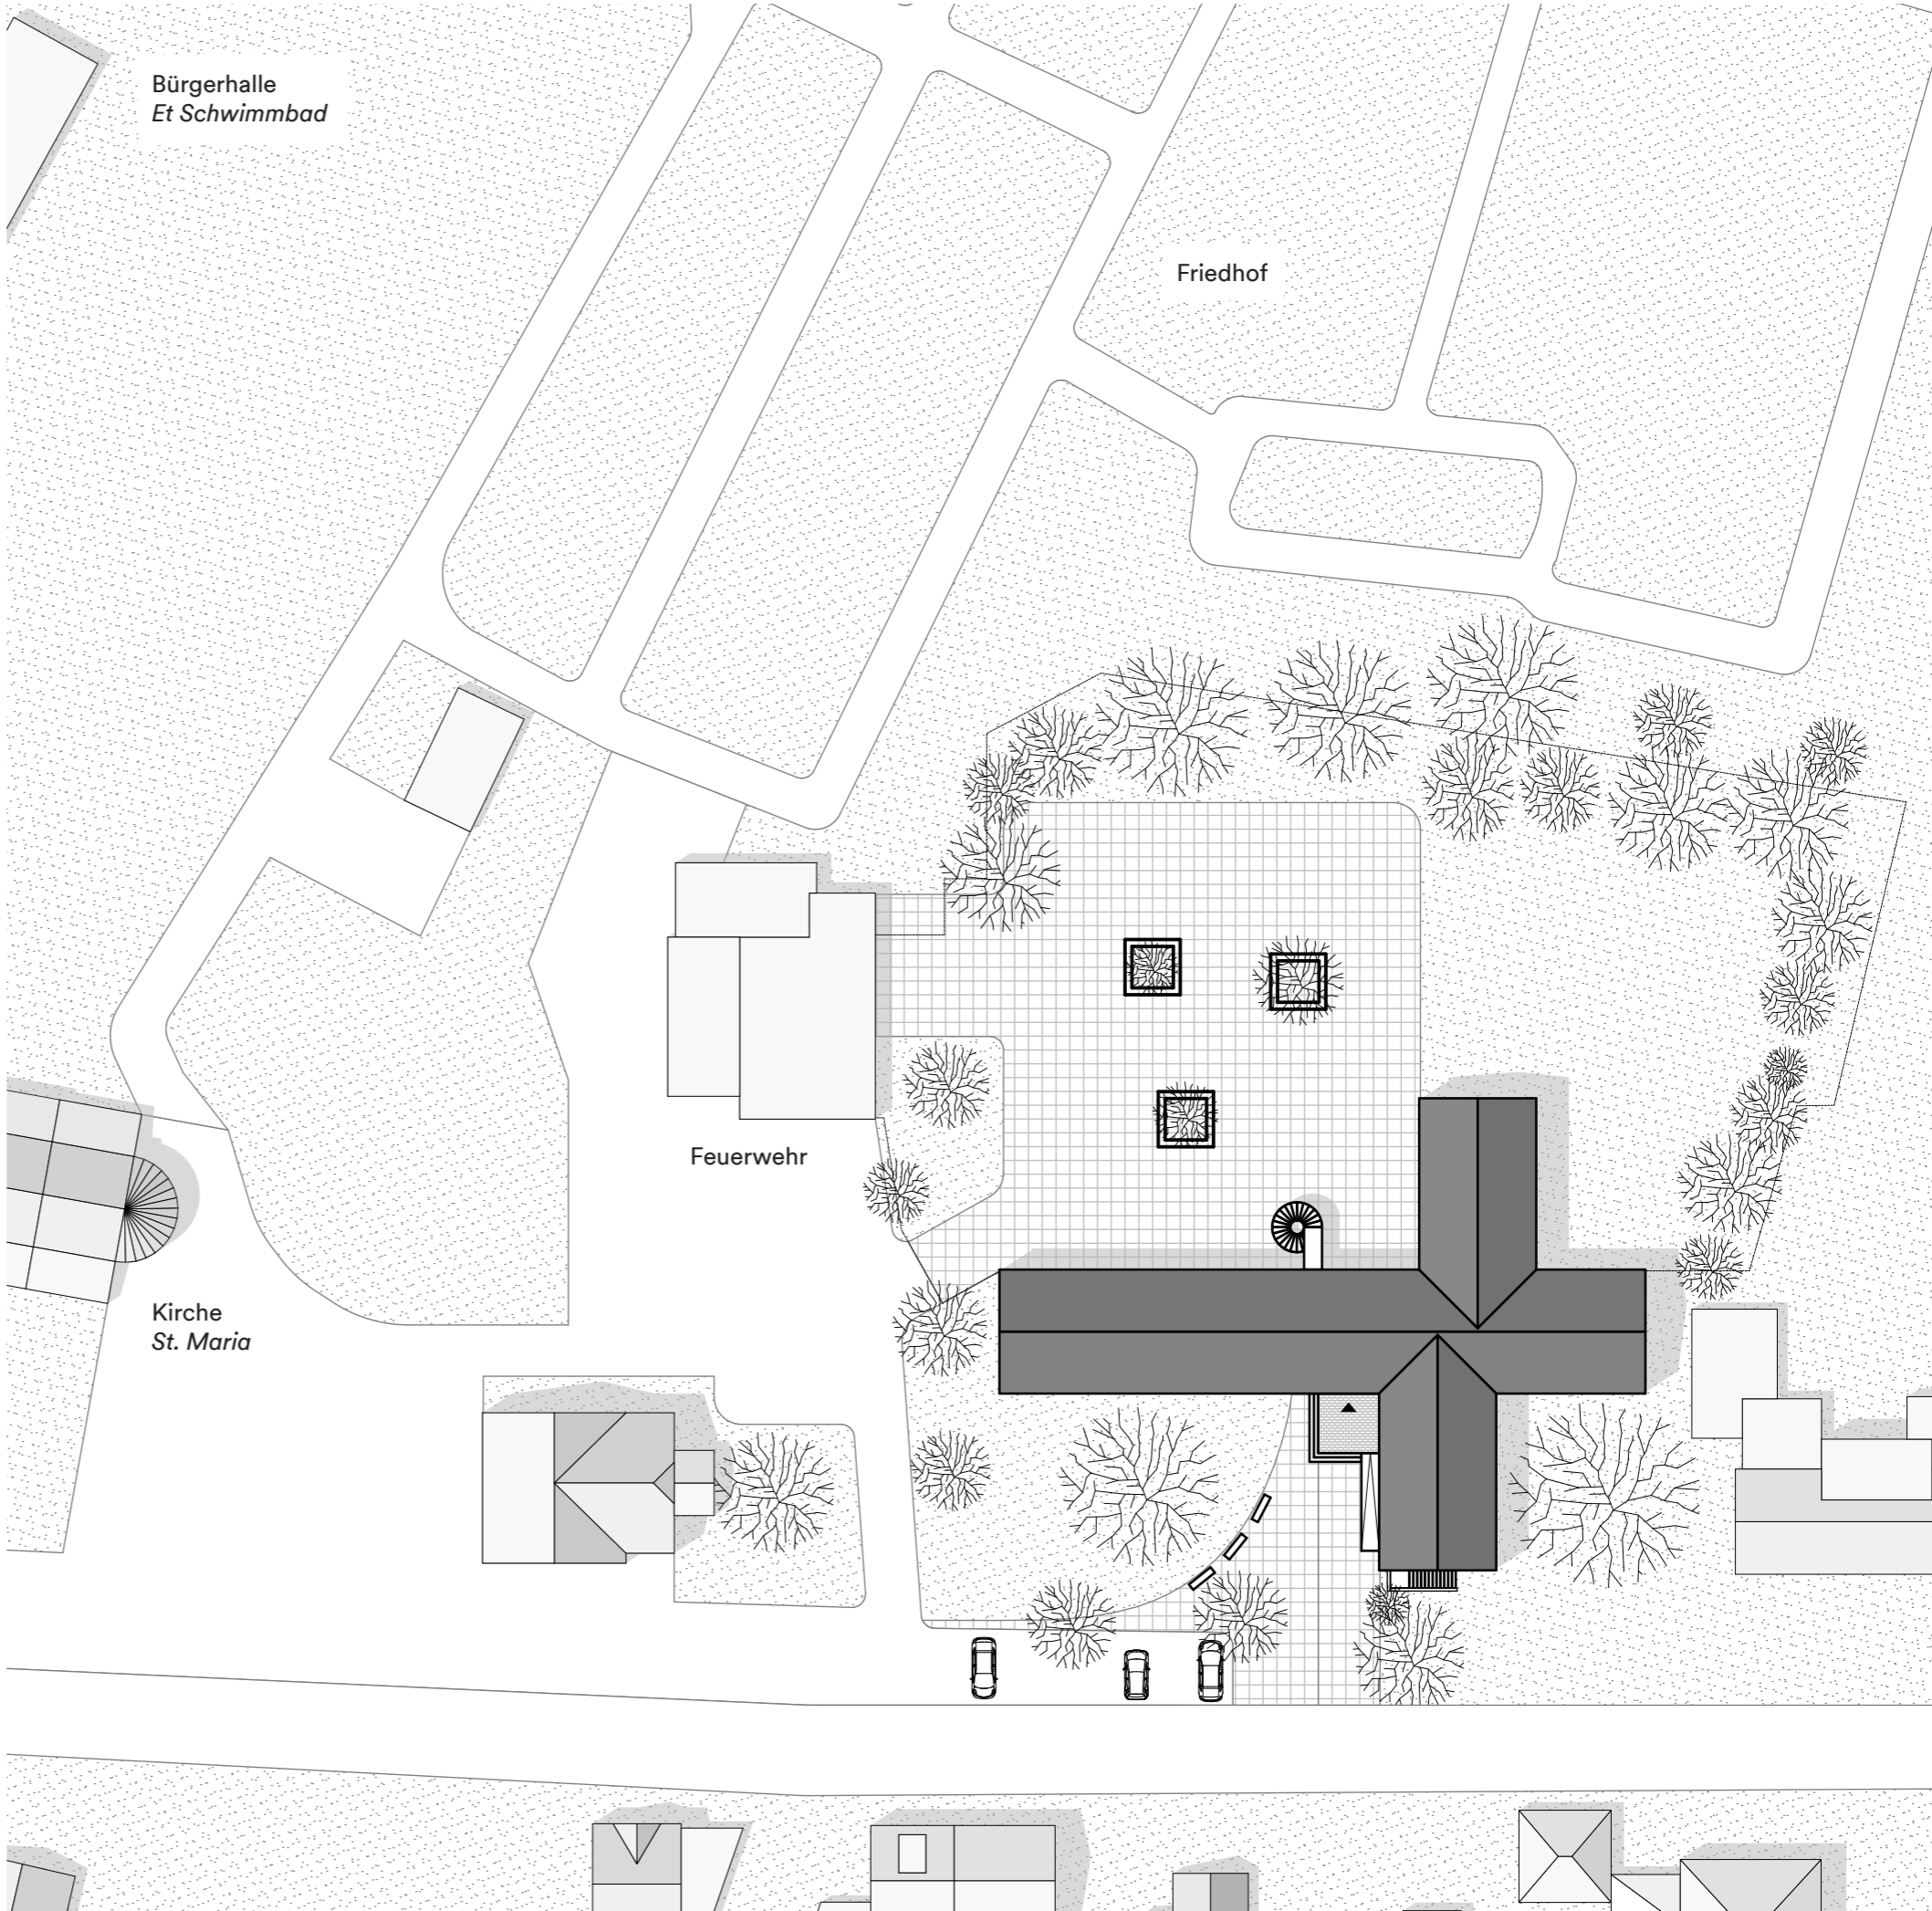 Bürgerhalle
Et Schwimmbad
Friedhof
Feuerwehr
Kirche
St. Maria